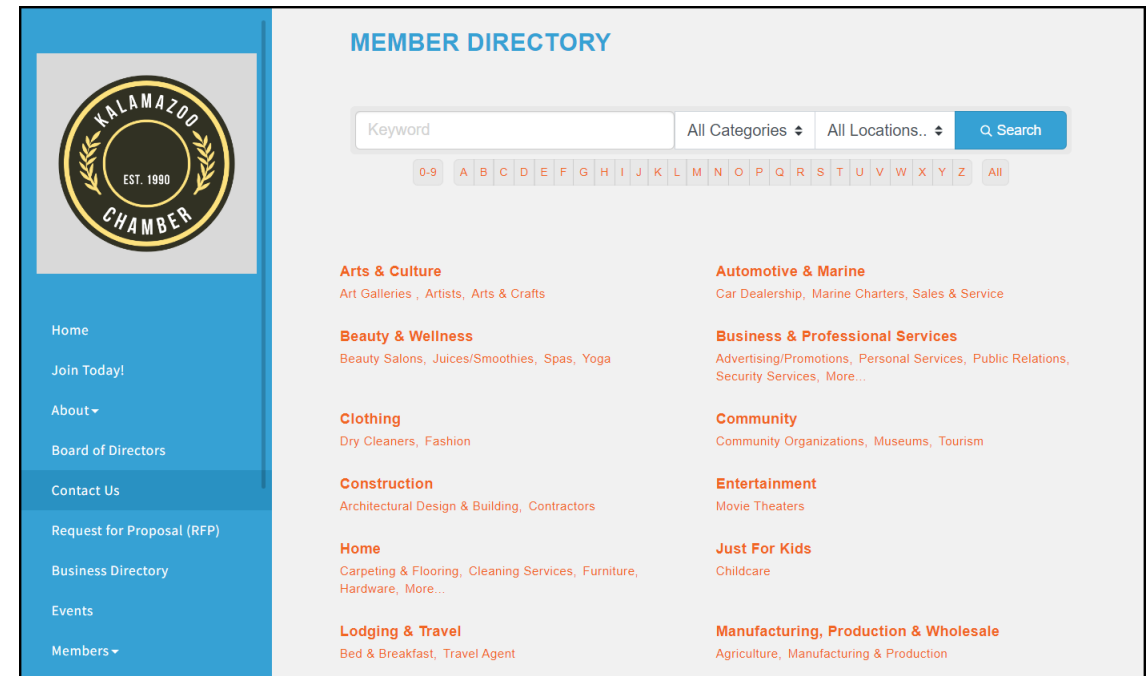 KALAMAZOO
EST. 1990
CHAMBER
Home
Join Today!
About
Board of Directors
Contact Us
Request for Proposal (RFP)
Business Directory
Events
Members
MEMBER DIRECTORY
Keyword All Categories All Locations.. Search
0-9 A B C D E F G H I J K L M N O P Q R S T U V W X Y Z All
Arts & Culture
Art Galleries , Artists, Arts & Crafts
Automotive & Marine
Car Dealership, Marine Charters, Sales & Service
Beauty & Wellness
Beauty Salons, Juices/Smoothies, Spas, Yoga
Business & Professional Services
Advertising/Promotions, Personal Services, Public Relations,
Security Services, More...
Clothing
Dry Cleaners, Fashion
Community
Community Organizations, Museums, Tourism
Construction
Architectural Design & Building, Contractors
Entertainment
Movie Theaters
Home
Carpeting & Flooring, Cleaning Services, Furniture,
Hardware, More...
Just For Kids
Childcare
Lodging & Travel
Bed & Breakfast, Travel Agent
Manufacturing, Production & Wholesale
Agriculture, Manufacturing & Production